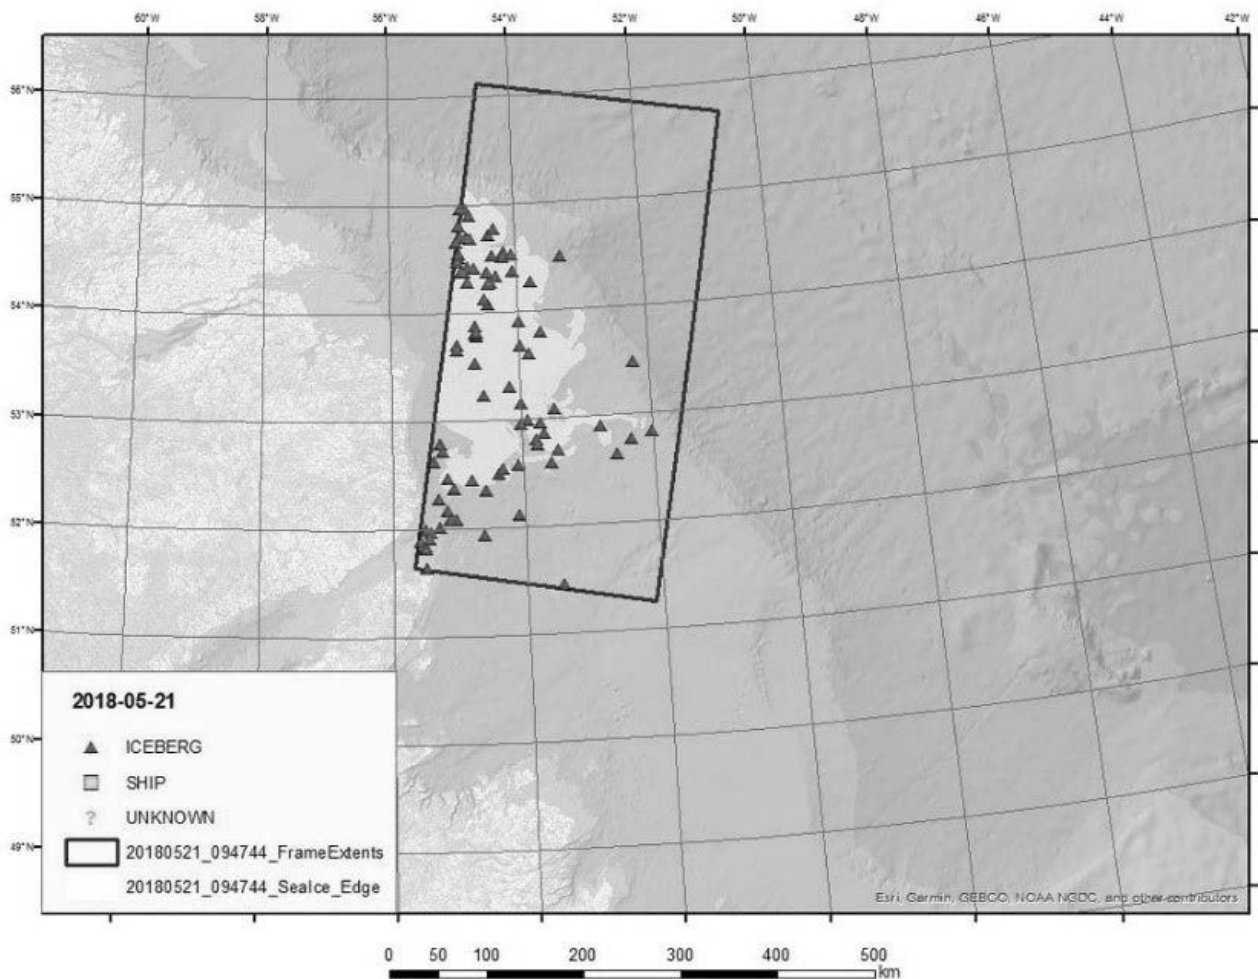 60°W 58°W 56°W 54°W 52°W 50°W 48°W 46°W 44°W 42°W
56°N
55°N
54°N
53°N
52°N
51°N
50°N
49°N
2018-05-21
ICEBERG
SHIP
? UNKNOWN
20180521_094744_FrameExtents
20180521_094744_SeaIce_Edge
Esri, Garmin, GEBCO, NOAA NGDC, and other contributors
0 50 100 200 300 400 500
km